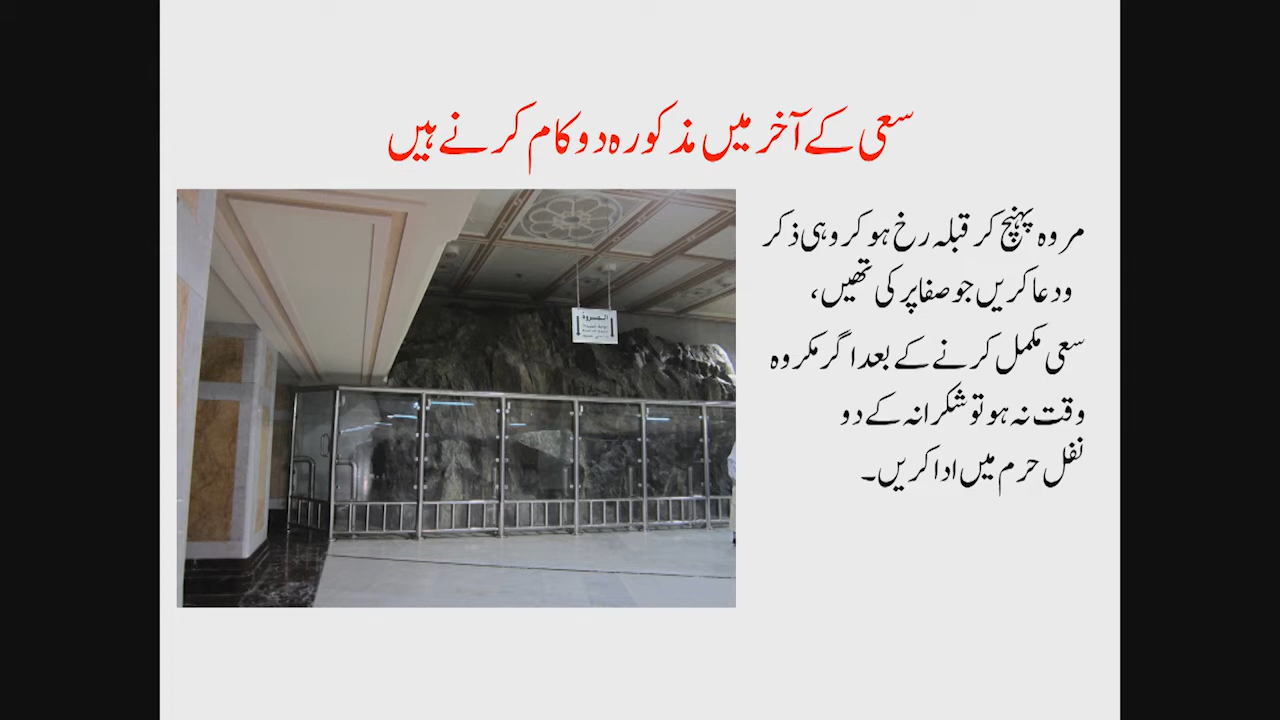 سعی کے آخر میں مذکورہ دو کام کرنے ہیں
مروہ پہنچ کر قبلہ رخ ہو کر وہی ذکر
ودعا کریں جو صفا پر کی تھیں،
سعی مکمل کرنے کے بعد اگر مکروہ
وقت نہ ہو تو شکرانہ کے دو
نفل حرم میں ادا کریں۔
المروة